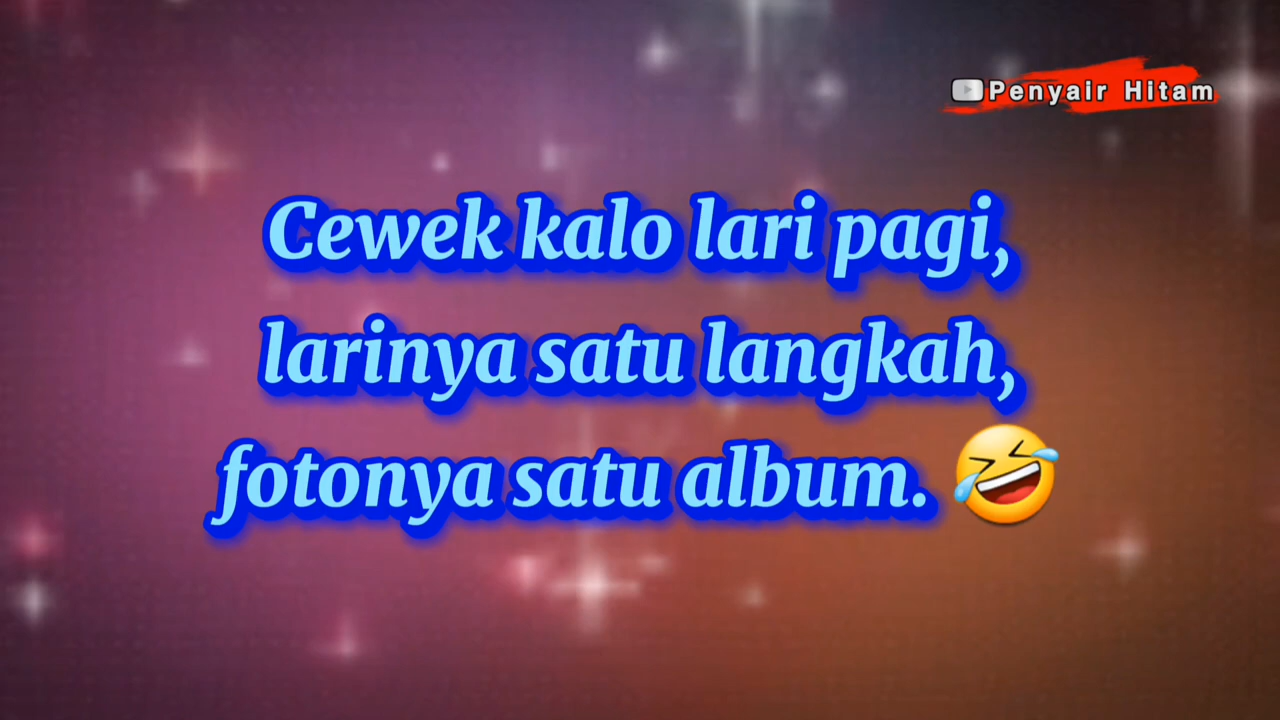 Penyair Hitam
Cewek kalo lari pagi,
larinya satu langkah,
fotonya satu album. 🤣